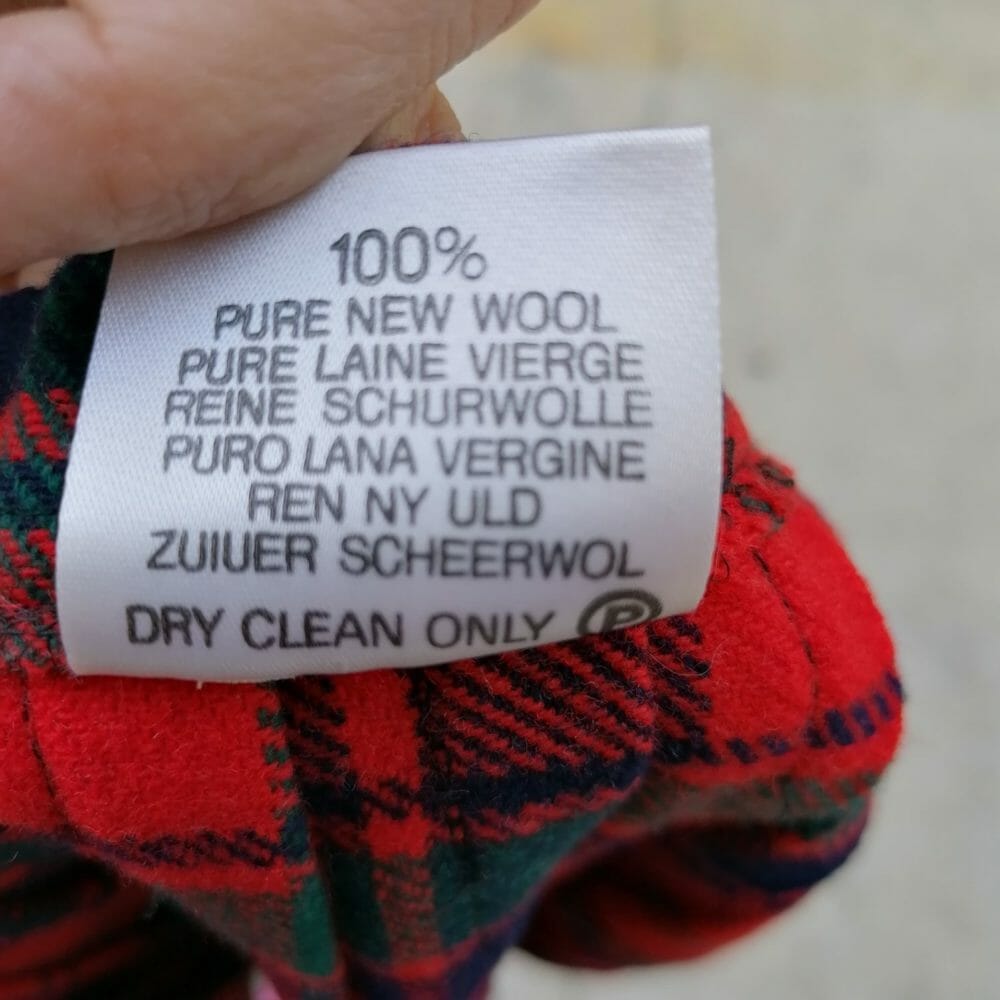 100%
PURE NEW WOOL
PURE LAINE VIERGE
REINE SCHURWOLLE
PURO LANA VERGINE
REN NY ULD
ZUIUER SCHEERWOL
DRY CLEAN ONLY Ⓟ